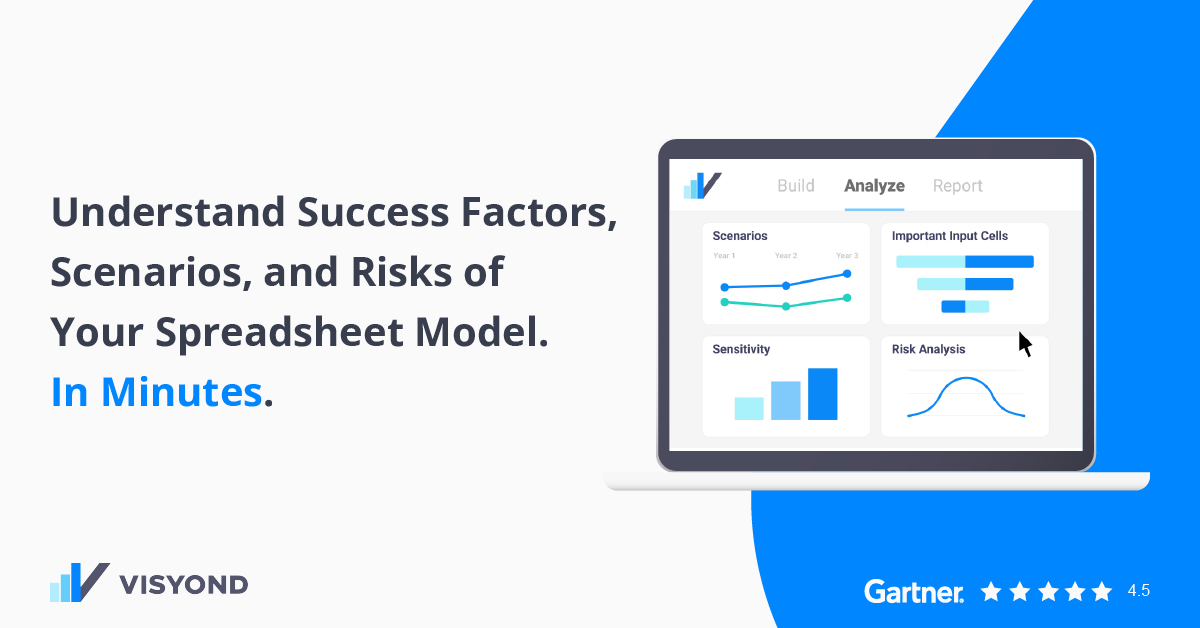 Understand Success Factors,
Scenarios, and Risks of
Your Spreadsheet Model.
In Minutes.
VISYOND
Build Analyze Report
Scenarios
Year 1 Year 2 Year 3
Important Input Cells
Sensitivity
Risk Analysis
Gartner. 4.5